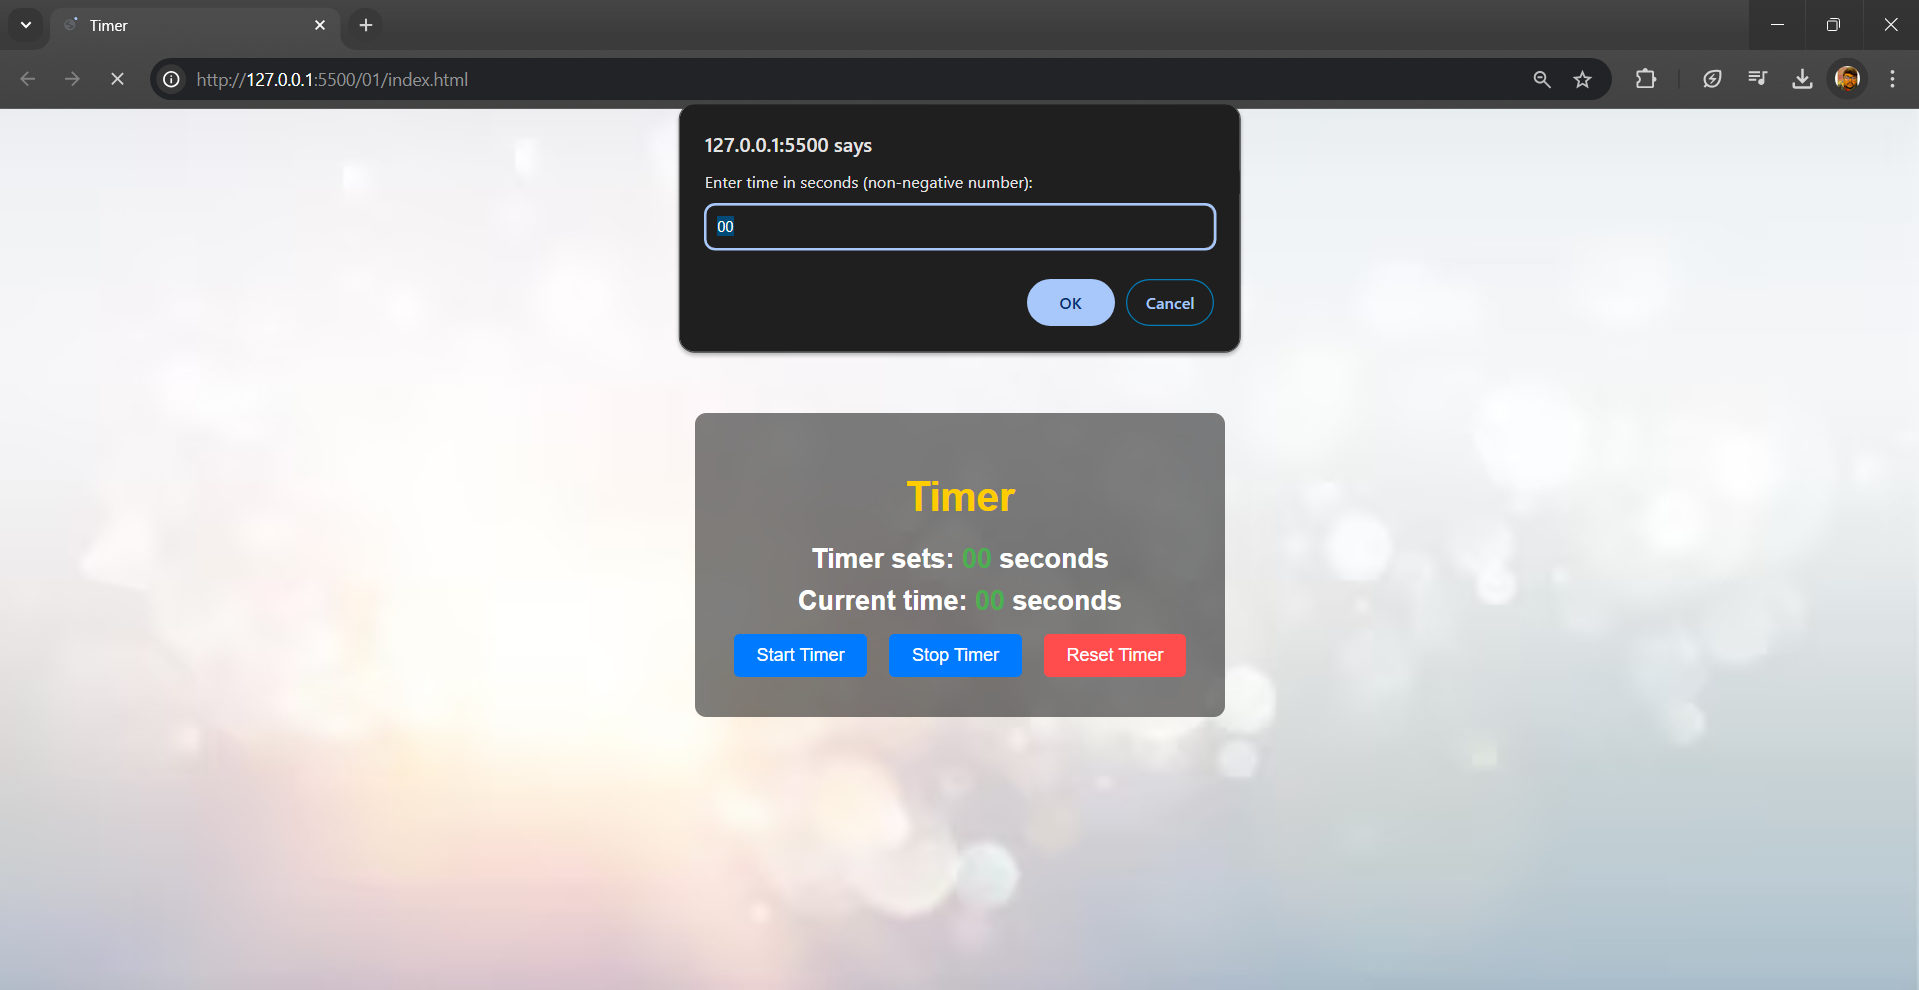 Timer
http://127.0.0.1:5500/01/index.html
127.0.0.1:5500 says
Enter time in seconds (non-negative number):
00
OK Cancel
Timer
Timer sets: 00 seconds
Current time: 00 seconds
Start Timer Stop Timer Reset Timer